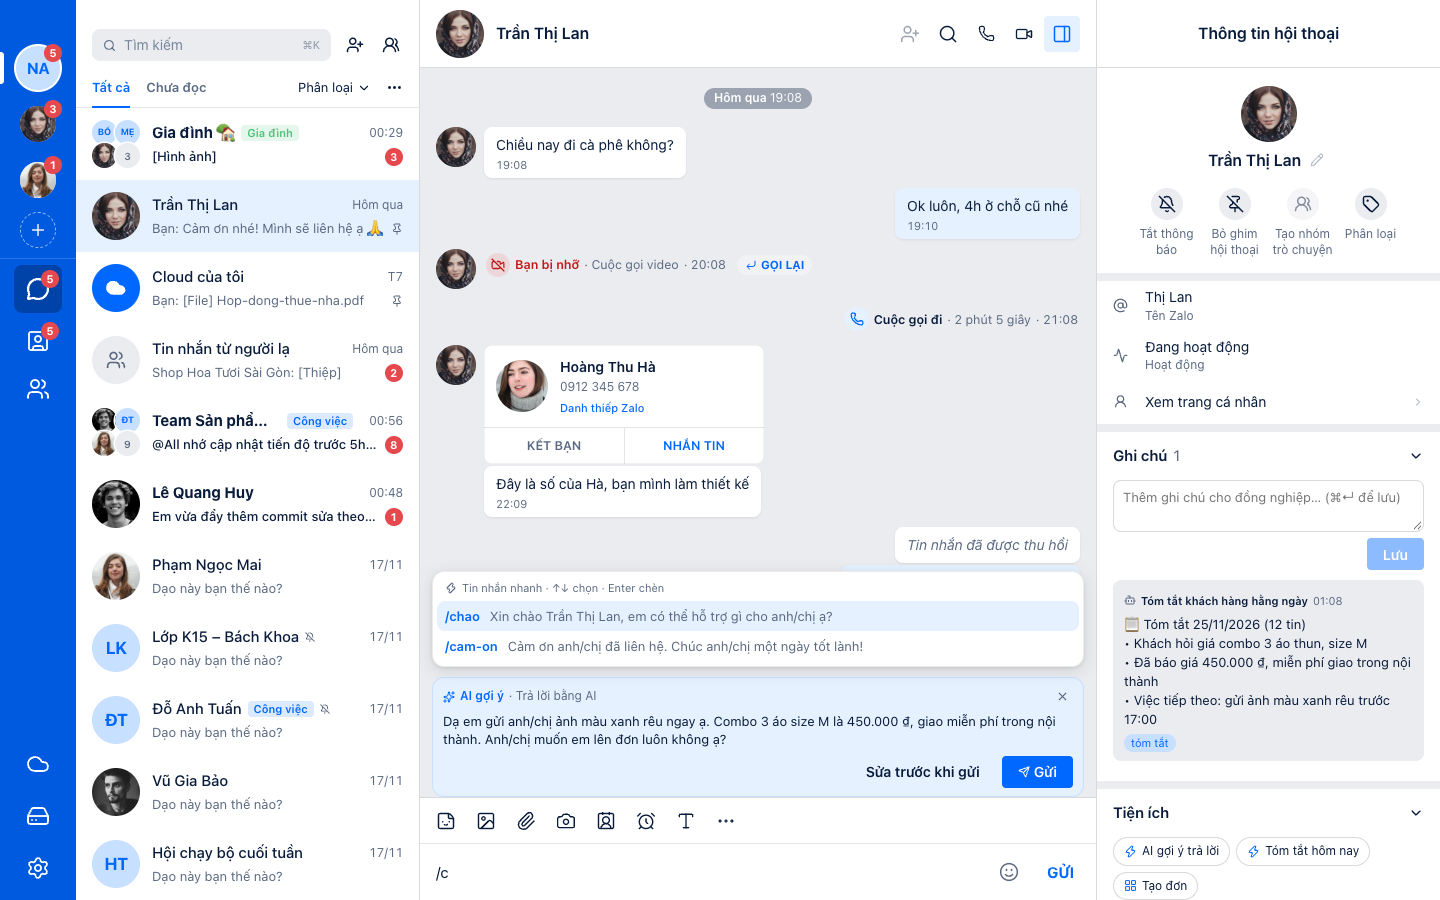 NA
5
3
1
5
5
Tìm kiếm
⌘K
Tất cả
Chưa đọc
Phân loại
BÓ
MẸ
3
Gia đình 🏡
Gia đình
00:29
[Hình ảnh]
3
Trần Thị Lan
Hôm qua
Bạn: Cảm ơn nhé! Mình sẽ liên hệ ạ 🙏
Cloud của tôi
T7
Bạn: [File] Hop-dong-thue-nha.pdf
Tin nhắn từ người lạ
Hôm qua
Shop Hoa Tươi Sài Gòn: [Thiệp]
2
ĐT
9
Team Sản phẩ...
Công việc
00:56
@All nhớ cập nhật tiến độ trước 5h...
8
Lê Quang Huy
00:48
Em vừa đẩy thêm commit sửa theo...
1
Phạm Ngọc Mai
17/11
Dạo này bạn thế nào?
LK
Lớp K15 – Bách Khoa
17/11
Dạo này bạn thế nào?
ĐT
Đỗ Anh Tuấn
Công việc
17/11
Dạo này bạn thế nào?
Vũ Gia Bảo
17/11
Dạo này bạn thế nào?
HT
Hội chạy bộ cuối tuần
17/11
Dạo này bạn thế nào?
Trần Thị Lan
Hôm qua 19:08
Chiều nay đi cà phê không?
19:08
Ok luôn, 4h ở chỗ cũ nhé
19:10
Bạn bị nhỡ · Cuộc gọi video · 20:08
GỌI LẠI
Cuộc gọi đi · 2 phút 5 giây · 21:08
Hoàng Thu Hà
0912 345 678
Danh thiếp Zalo
KẾT BẠN
NHẮN TIN
Đây là số của Hà, bạn mình làm thiết kế
22:09
Tin nhắn đã được thu hồi
Tin nhắn nhanh · ↑↓ chọn · Enter chèn
/chao Xin chào Trần Thị Lan, em có thể hỗ trợ gì cho anh/chị ạ?
/cam-on Cảm ơn anh/chị đã liên hệ. Chúc anh/chị một ngày tốt lành!
AI gợi ý · Trả lời bằng AI
Dạ em gửi anh/chị ảnh màu xanh rêu ngay ạ. Combo 3 áo size M là 450.000 ₫, giao miễn phí trong nội
thành. Anh/chị muốn em lên đơn luôn không ạ?
Sửa trước khi gửi
Gửi
/c
GỬI
Thông tin hội thoại
Trần Thị Lan
Tắt thông
báo
Bỏ ghim
hội thoại
Tạo nhóm
trò chuyện
Phân loại
Thị Lan
Tên Zalo
Đang hoạt động
Hoạt động
Xem trang cá nhân
Ghi chú 1
Thêm ghi chú cho đồng nghiệp... (⌘↵ để lưu)
Lưu
Tóm tắt khách hàng hằng ngày 01:08
📋 Tóm tắt 25/11/2026 (12 tin)
• Khách hỏi giá combo 3 áo thun, size M
• Đã báo giá 450.000 ₫, miễn phí giao trong nội
thành
• Việc tiếp theo: gửi ảnh màu xanh rêu trước
17:00
tóm tắt
Tiện ích
AI gợi ý trả lời
Tóm tắt hôm nay
Tạo đơn